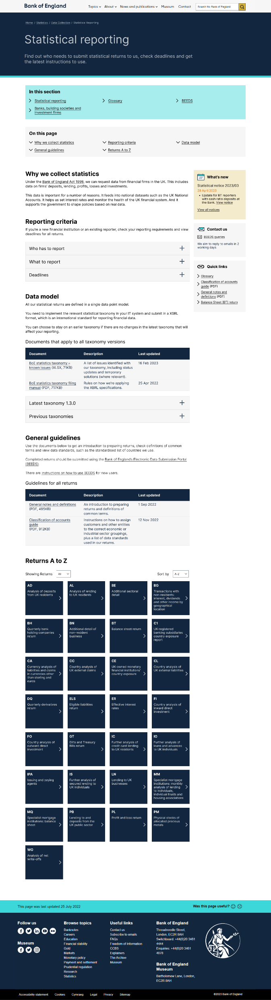 Bank of England
Topics About News and publications Museum Contact Search the Bank of England
Home / Statistics / Data Collection / Statistical Reporting
Statistical reporting
Find out who needs to submit statistical returns to us, check deadlines and get
the latest instructions to use.
In this section
Statistical reporting
Glossary
BEEDS
Banks, building societies and
investment firms
On this page
Why we collect statistics
Reporting criteria
Data model
General guidelines
Returns A to Z
Why we collect statistics
Under the Bank of England Act 1998, we can request data from financial firms in the UK. This includes
data on firms' deposits, lending, profits, losses and investments.
This data is important for a number of reasons. It feeds into national datasets such as the UK National
Accounts. It helps us set interest rates and monitor the health of the UK financial system. And it
supports the government to shape policies based on real data.
What's new
Statistical notice 2023/03
28 April 2023
• Update for BT reporters
with cash ratio deposits at
the Bank. View notice
View all notices
Contact us
BEEDS queries
We aim to reply to emails in 2
working days
Quick links
Glossary
Classification of accounts
guide (PDF)
General notes and
definitions (PDF)
Balance Sheet (BT) return
Reporting criteria
If you're a new financial institution or an existing reporter, check your reporting requirements and view
deadlines for all returns.
Who has to report
What to report
Deadlines
Data model
All our statistical returns are defined in a single data point model.
You need to implement the relevant statistical taxonomy in your IT system and submit in a XBRL
format, which is an international standard for reporting financial data.
You can choose to stay on an earlier taxonomy if there are no changes in the latest taxonomy that will
affect your reporting.
Documents that apply to all taxonomy versions
Document Description Last updated
BoE statistics taxonomy –
known issues (XLSX, 71KB)
A list of issues identified with
our taxonomy, including status
updates and temporary
solutions (where relevant).
16 Feb 2023
BoE statistics taxonomy filing
manual (PDF, 717KB)
Rules on how we're applying
the XBRL specifications.
25 Apr 2022
Latest taxonomy 1.3.0
Previous taxonomies
General guidelines
Use the documents below to get an introduction to preparing returns, check definitions of common
terms and view data standards, such as the standardised list of countries we use.
Completed returns should be submitted using the Bank of England's Electronic Data Submission Portal
(BEEDS).
There are instructions on how to use BEEDS for new users.
Guidelines for all returns
Document Description Last updated
General notes and definitions
(PDF, 495KB)
An introduction to preparing
returns and definitions of
common terms.
1 Sep 2022
Classification of accounts
guide
(PDF, 912KB)
Instructions on how to assign
customers and other entities
to the correct economic or
industrial sector groupings,
plus a list of data standards
used in our returns.
12 Nov 2022
Returns A to Z
Showing Returns All Sort by A-Z
AD
Analysis of deposits
from UK residents
AL
Analysis of lending
to UK residents
BE
Additional sectoral
detail
BG
Transactions with
non-residents:
interest, dividends
and other income by
geographical
location
BH
Quarterly bank
holding companies
return
BN
Additional detail of
non-resident
business
BT
Balance sheet return
C1
UK-registered
banking subsidiaries
country exposure
report
CA
Currency analysis of
liabilities and claims
in currencies other
than sterling and
euros
CC
Country analysis of
UK external claims
CE
UK-owned monetary
financial institutions'
country exposure
CL
Country analysis of
UK external liabilities
DQ
Quarterly derivatives
return
ELS
Eligible liabilities
return
ER
Effective interest
rates
FI
Country analysis of
inward direct
investment
FO
Country analysis of
outward direct
investment
GT
Gilts and Treasury
Bills return
IC
Further analysis of
credit card lending
to UK residents
IO
Further analysis of
loans and advances
to UK individuals
IPA
Issuing and paying
agents
IS
Further analysis of
secured lending to
UK individuals
LN
Lending to UK
businesses
MM
Specialist mortgage
institutions: monthly
analysis of lending
to individuals,
individual trusts and
housing associations
MQ
Specialist mortgage
institutions: balance
sheet
PB
Lending to and
deposits from the
UK public sector
PL
Profit and loss return
PM
Physical stocks of
allocated precious
metals
WO
Analysis of net
write-offs
This page was last updated 25 July 2022
Was this page useful?
Follow us
Museum
Browse topics
Banknotes
Careers
Education
Financial stability
Gold
Markets
Monetary policy
Payment and settlement
Prudential regulation
Research
Statistics
Useful links
Contact us
Subscribe to emails
FAQs
Freedom of Information
CCBS
Explainers
The Archive
Museum
Bank of England
Threadneedle Street,
London, EC2R 8AH
Switchboard: +44(0)20 3461
4444
Enquiries: +44(0)20 3461
4878
Bank of England
Museum
Bartholomew Lane, London,
EC2R 8AH
Accessibility statement Cookies Cymraeg Legal Privacy Sitemap
©2023 Bank of England